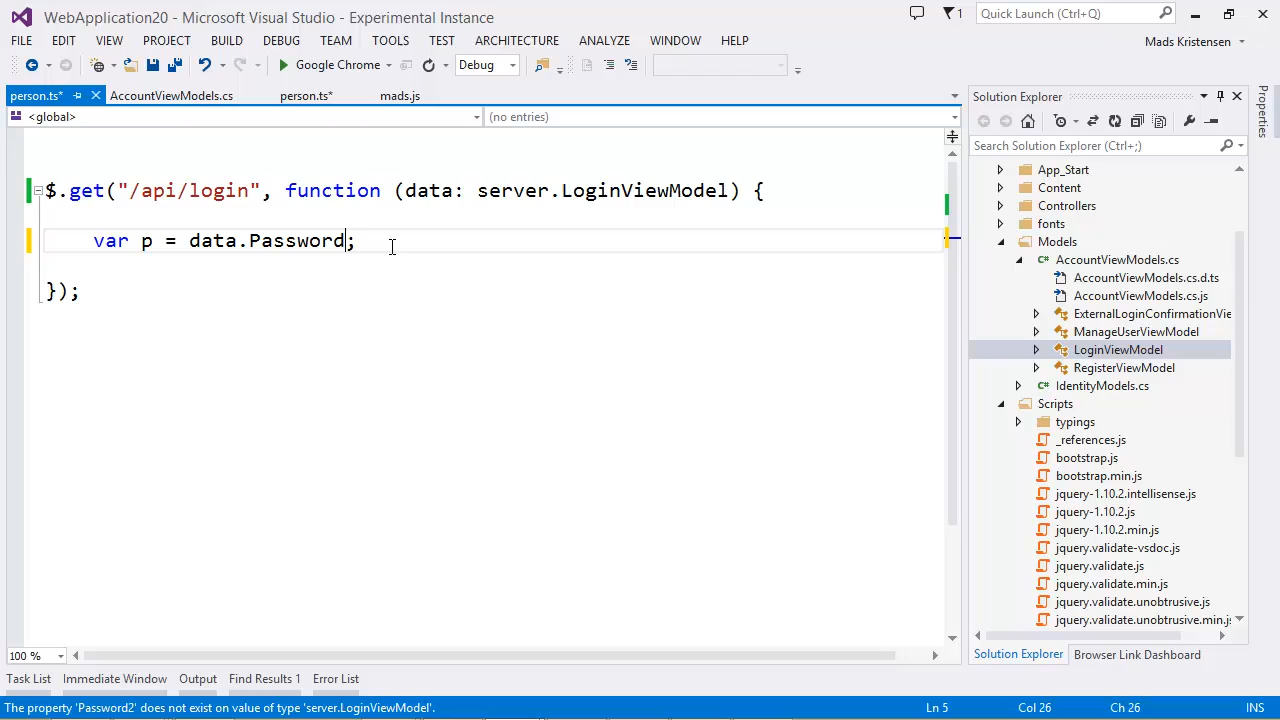 WebApplication20 - Microsoft Visual Studio - Experimental Instance
1
Quick Launch (Ctrl+Q)
FILE EDIT VIEW PROJECT BUILD DEBUG TEAM TOOLS TEST ARCHITECTURE ANALYZE WINDOW HELP
Mads Kristensen
Google Chrome
Debug
person.ts*
AccountViewModels.cs
person.ts*
mads.js
<global>
(no entries)
$.get("/api/login", function (data: server.LoginViewModel) {
var p = data.Password;
});
100 %
Solution Explorer
Search Solution Explorer (Ctrl+;)
App_Start
Content
Controllers
fonts
Models
AccountViewModels.cs
AccountViewModels.cs.d.ts
AccountViewModels.cs.js
ExternalLoginConfirmationVie
ManageUserViewModel
LoginViewModel
RegisterViewModel
IdentityModels.cs
Scripts
typings
_references.js
bootstrap.js
bootstrap.min.js
jquery-1.10.2.intellisense.js
jquery-1.10.2.js
jquery-1.10.2.min.js
jquery.validate-vsdoc.js
jquery.validate.js
jquery.validate.min.js
jquery.validate.unobtrusive.js
jquery.validate.unobtrusive.min.js
Solution Explorer
Browser Link Dashboard
Properties
Task List
Immediate Window
Output
Find Results 1
Error List
The property 'Password2' does not exist on value of type 'server.LoginViewModel'.
Ln 5
Col 26
Ch 26
INS